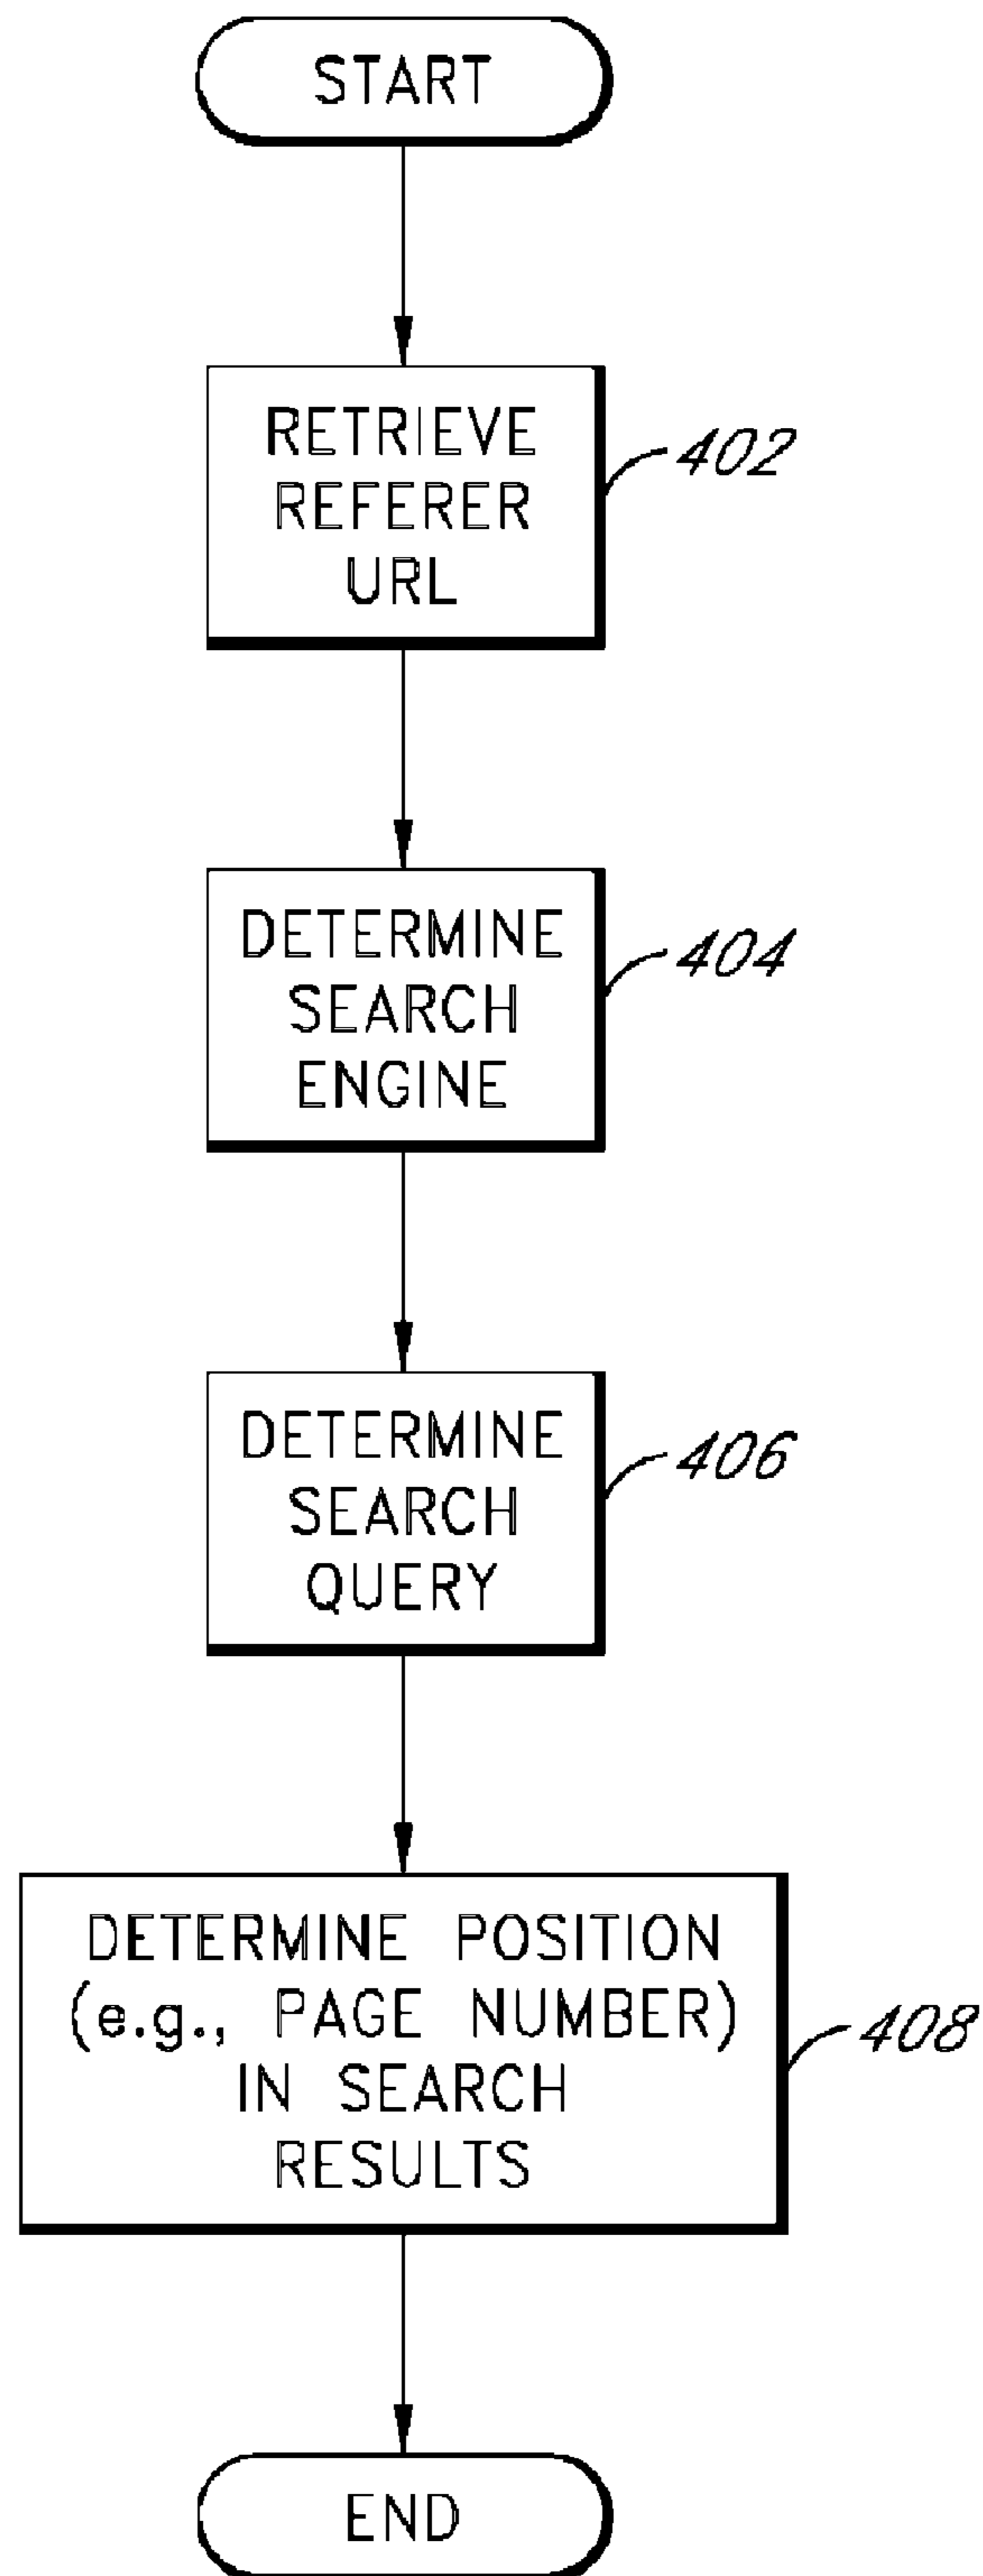 START
RETRIEVE
REFERER
URL
402
DETERMINE
SEARCH
ENGINE
404
DETERMINE
SEARCH
QUERY
406
DETERMINE POSITION
(e.g., PAGE NUMBER)
IN SEARCH
RESULTS
408
END